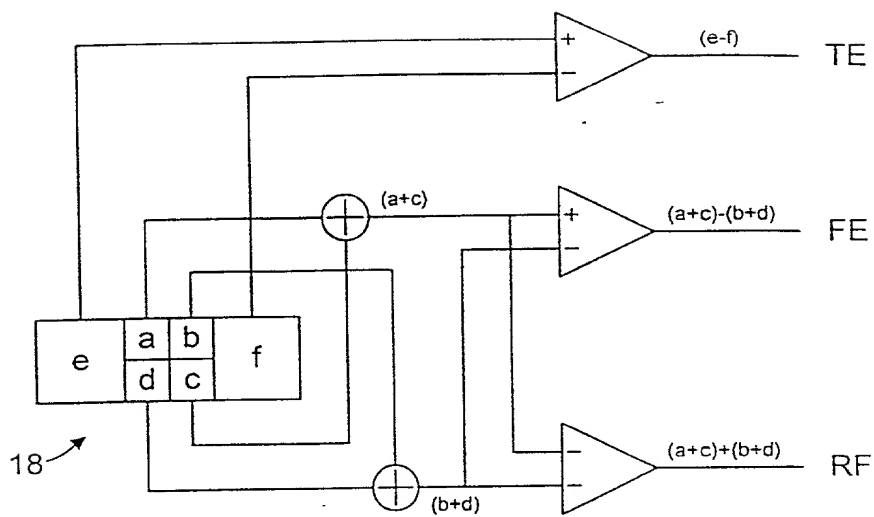 (e-f)
TE
+
−
(a+c)
+
−
(a+c)-(b+d)
FE
e
a
b
f
d
c
18
(b+d)
−
−
(a+c)+(b+d)
RF